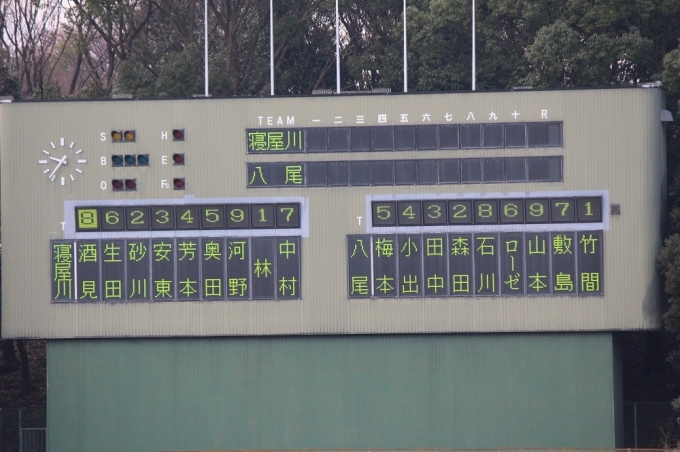 TEAM 一 二 三 四 五 六 七 八 九 十 R
寝屋川
八尾
S H
B E
O Fc
8 6 2 3 4 5 9 1 7
寝屋川 酒見 生田 砂川 安東 芳本 奥田 河野 林 中村
5 4 3 2 8 6 9 7 1
八尾 梅本 小出 田中 森田 石川 ローゼ 山本 敷島 竹間